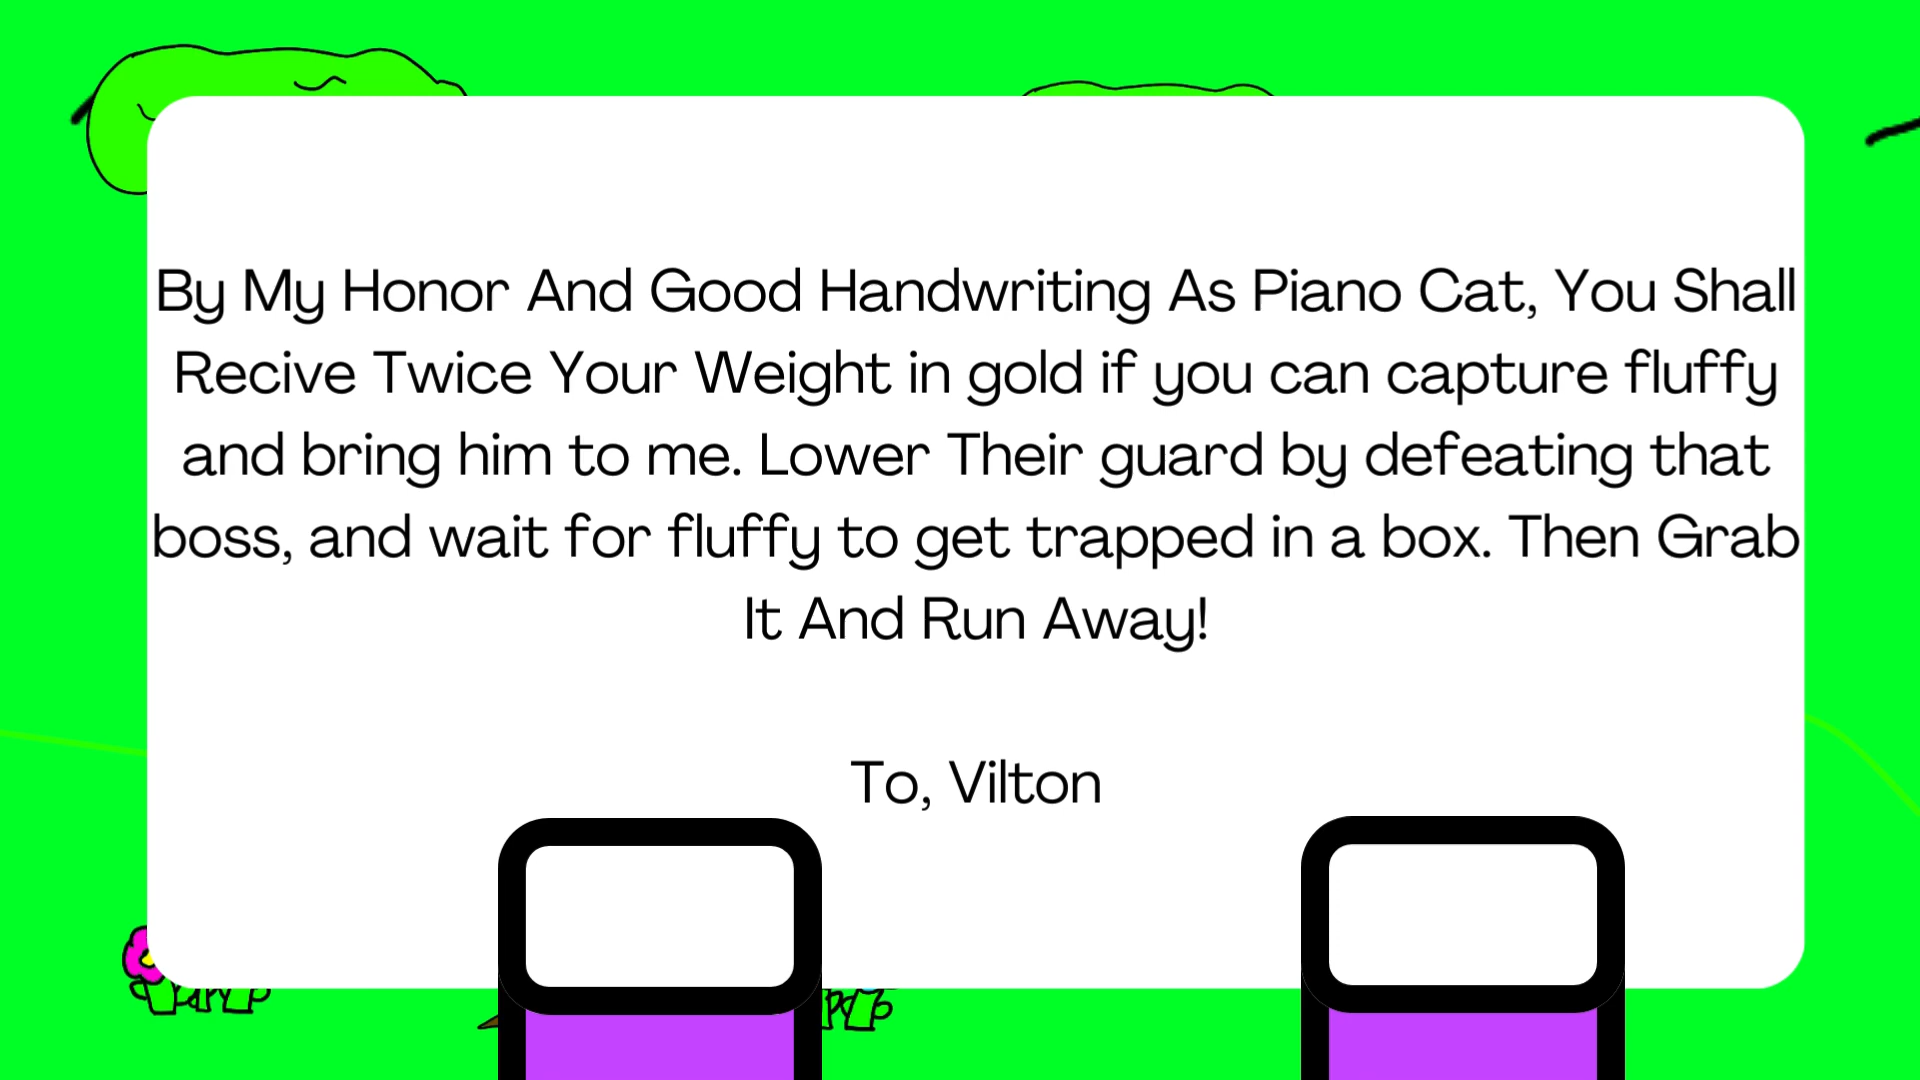 By My Honor And Good Handwriting As Piano Cat, You Shall
Recive Twice Your Weight in gold if you can capture fluffy
and bring him to me. Lower Their guard by defeating that
boss, and wait for fluffy to get trapped in a box. Then Grab
It And Run Away!
To, Vilton